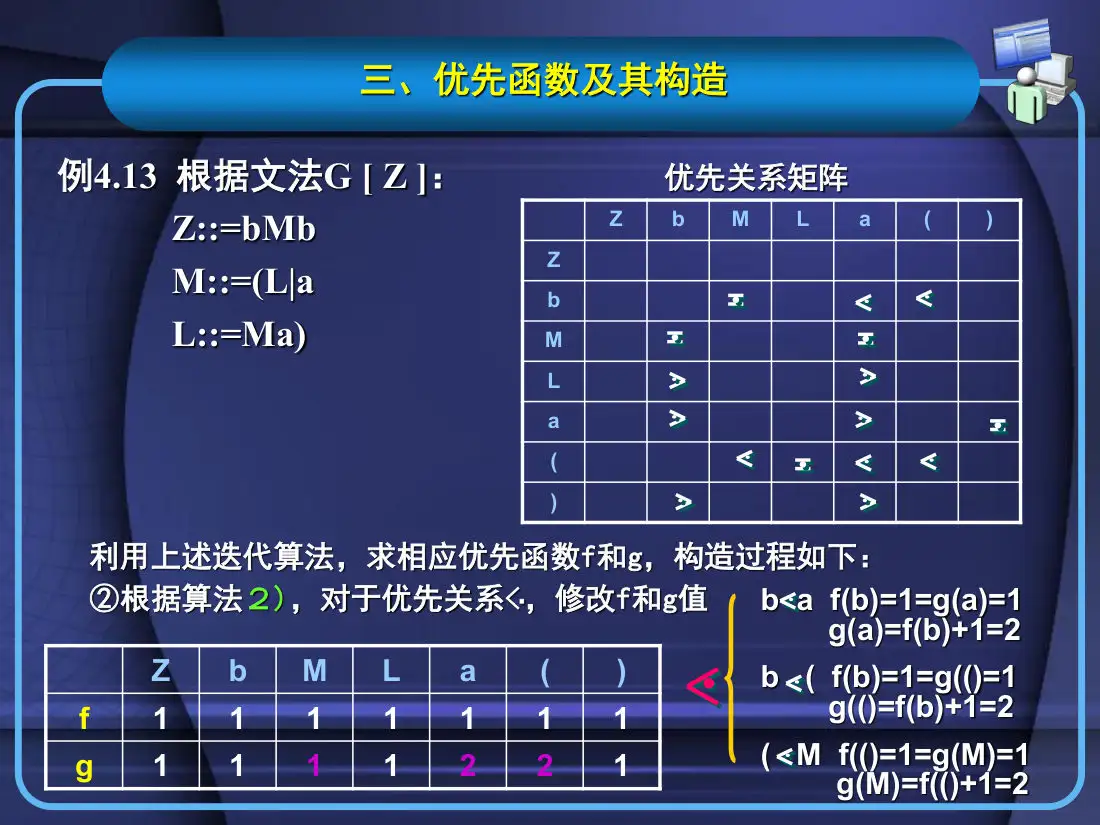 三、优先函数及其构造
例4.13 根据文法G [ Z ]：
Z::=bMb
M::=(L|a
L::=Ma)
优先关系矩阵
Z b M L a ( )
Z
b ≖ ⋖ ⋖
M ≖ ≖
L ⋗ ⋗
a ⋗ ⋗ ≖
( ⋖ ≖ ⋖ ⋖
) ⋗ ⋗
利用上述迭代算法，求相应优先函数f和g，构造过程如下：
②根据算法２)，对于优先关系⋖，修改f和g值
Z b M L a ( )
f 1 1 1 1 1 1 1
g 1 1 1 1 2 2 1
⋖
b⋖a f(b)=1=g(a)=1
g(a)=f(b)+1=2
b⋖( f(b)=1=g(()=1
g(()=f(b)+1=2
(⋖M f(()=1=g(M)=1
g(M)=f(()+1=2